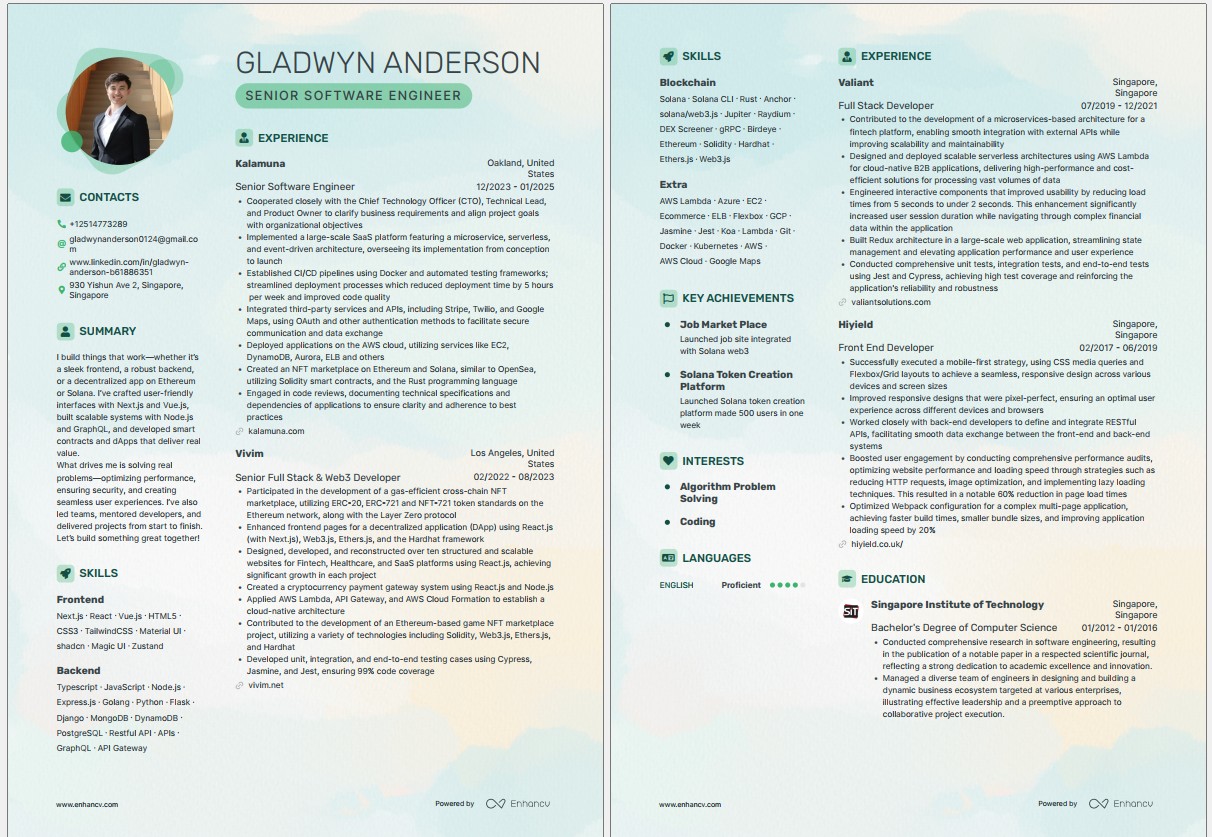 GLADWYN ANDERSON
SENIOR SOFTWARE ENGINEER
CONTACTS
+12514773289
gladwynanderson0124@gmail.co
m
www.linkedin.com/in/gladwyn-
anderson-b61886351
930 Yishun Ave 2, Singapore,
Singapore
SUMMARY
I build things that work—whether it's
a sleek frontend, a robust backend,
or a decentralized app on Ethereum
or Solana. I've crafted user-friendly
interfaces with Next.js and Vue.js,
built scalable systems with Node.js
and GraphQL, and developed smart
contracts and dApps that deliver real
value.
What drives me is solving real
problems—optimizing performance,
ensuring security, and creating
seamless user experiences. I've also
led teams, mentored developers, and
delivered projects from start to finish.
Let's build something great together!
SKILLS
Frontend
Next.js · React · Vue.js · HTML5 ·
CSS3 · TailwindCSS · Material UI ·
shadcn · Magic UI · Zustand
Backend
Typescript · JavaScript · Node.js ·
Express.js · Golang · Python · Flask ·
Django · MongoDB · DynamoDB ·
PostgreSQL · Restful API · APIs ·
GraphQL · API Gateway
EXPERIENCE
Kalamuna
Oakland, United
States
Senior Software Engineer
12/2023 - 01/2025
• Cooperated closely with the Chief Technology Officer (CTO), Technical Lead,
and Product Owner to clarify business requirements and align project goals
with organizational objectives
• Implemented a large-scale SaaS platform featuring a microservice, serverless,
and event-driven architecture, overseeing its implementation from conception
to launch
• Established CI/CD pipelines using Docker and automated testing frameworks;
streamlined deployment processes which reduced deployment time by 5 hours
per week and improved code quality
• Integrated third-party services and APIs, including Stripe, Twilio, and Google
Maps, using OAuth and other authentication methods to facilitate secure
communication and data exchange
• Deployed applications on the AWS cloud, utilizing services like EC2,
DynamoDB, Aurora, ELB and others
• Created an NFT marketplace on Ethereum and Solana, similar to OpenSea,
utilizing Solidity smart contracts, and the Rust programming language
• Engaged in code reviews, documenting technical specifications and
dependencies of applications to ensure clarity and adherence to best
practices
kalamuna.com
Vivim
Los Angeles, United
States
Senior Full Stack & Web3 Developer
02/2022 - 08/2023
• Participated in the development of a gas-efficient cross-chain NFT
marketplace, utilizing ERC-20, ERC-721 and NFT-721 token standards on the
Ethereum network, along with the Layer Zero protocol
• Enhanced frontend pages for a decentralized application (DApp) using React.js
(with Next.js), Web3.js, Ethers.js, and the Hardhat framework
• Designed, developed, and reconstructed over ten structured and scalable
websites for Fintech, Healthcare, and SaaS platforms using React.js, achieving
significant growth in each project
• Created a cryptocurrency payment gateway system using React.js and Node.js
• Applied AWS Lambda, API Gateway, and AWS Cloud Formation to establish a
cloud-native architecture
• Contributed to the development of an Ethereum-based game NFT marketplace
project, utilizing a variety of technologies including Solidity, Web3.js, Ethers.js,
and Hardhat
• Developed unit, integration, and end-to-end testing cases using Cypress,
Jasmine, and Jest, ensuring 99% code coverage
vivim.net
www.enhancv.com
Powered by
Enhancv
SKILLS
Blockchain
Solana · Solana CLI · Rust · Anchor ·
solana/web3.js · Jupiter · Raydium ·
DEX Screener · gRPC · Birdeye ·
Ethereum · Solidity · Hardhat ·
Ethers.js · Web3.js
Extra
AWS Lambda · Azure · EC2 ·
Ecommerce · ELB · Flexbox · GCP ·
Jasmine · Jest · Koa · Lambda · Git ·
Docker · Kubernetes · AWS ·
AWS Cloud · Google Maps
KEY ACHIEVEMENTS
Job Market Place
Launched job site integrated
with Solana web3
Solana Token Creation
Platform
Launched Solana token creation
platform made 500 users in one
week
INTERESTS
Algorithm Problem
Solving
Coding
LANGUAGES
ENGLISH Proficient
EXPERIENCE
Valiant
Singapore,
Singapore
Full Stack Developer
07/2019 - 12/2021
• Contributed to the development of a microservices-based architecture for a
fintech platform, enabling smooth integration with external APIs while
improving scalability and maintainability
• Designed and deployed scalable serverless architectures using AWS Lambda
for cloud-native B2B applications, delivering high-performance and cost-
efficient solutions for processing vast volumes of data
• Engineered interactive components that improved usability by reducing load
times from 5 seconds to under 2 seconds. This enhancement significantly
increased user session duration while navigating through complex financial
data within the application
• Built Redux architecture in a large-scale web application, streamlining state
management and elevating application performance and user experience
• Conducted comprehensive unit tests, integration tests, and end-to-end tests
using Jest and Cypress, achieving high test coverage and reinforcing the
application's reliability and robustness
valiantsolutions.com
Hiyield
Singapore,
Singapore
Front End Developer
02/2017 - 06/2019
• Successfully executed a mobile-first strategy, using CSS media queries and
Flexbox/Grid layouts to achieve a seamless, responsive design across various
devices and screen sizes
• Improved responsive designs that were pixel-perfect, ensuring an optimal user
experience across different devices and browsers
• Worked closely with back-end developers to define and integrate RESTful
APIs, facilitating smooth data exchange between the front-end and back-end
systems
• Boosted user engagement by conducting comprehensive performance audits,
optimizing website performance and loading speed through strategies such as
reducing HTTP requests, image optimization, and implementing lazy loading
techniques. This resulted in a notable 60% reduction in page load times
• Optimized Webpack configuration for a complex multi-page application,
achieving faster build times, smaller bundle sizes, and improving application
loading speed by 20%
hiyield.co.uk/
EDUCATION
SIT
Singapore Institute of Technology
Singapore,
Singapore
Bachelor's Degree of Computer Science
01/2012 - 01/2016
• Conducted comprehensive research in software engineering, resulting
in the publication of a notable paper in a respected scientific journal,
reflecting a strong dedication to academic excellence and innovation.
• Managed a diverse team of engineers in designing and building a
dynamic business ecosystem targeted at various enterprises,
illustrating effective leadership and a preemptive approach to
collaborative project execution.
www.enhancv.com
Powered by
Enhancv